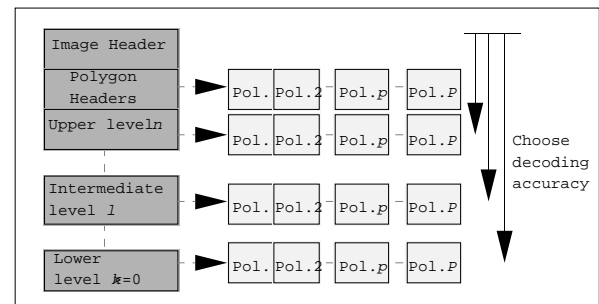 Image Header
Polygon
Headers
Pol. Pol.2 Pol.p Pol.P
Upper leveln
Pol. Pol.2 Pol.p Pol.P
Choose
decoding
accuracy
Intermediate
level l
Pol. Pol.2 Pol.p Pol.P
Lower
level =0
Pol. Pol.2 Pol.p Pol.P